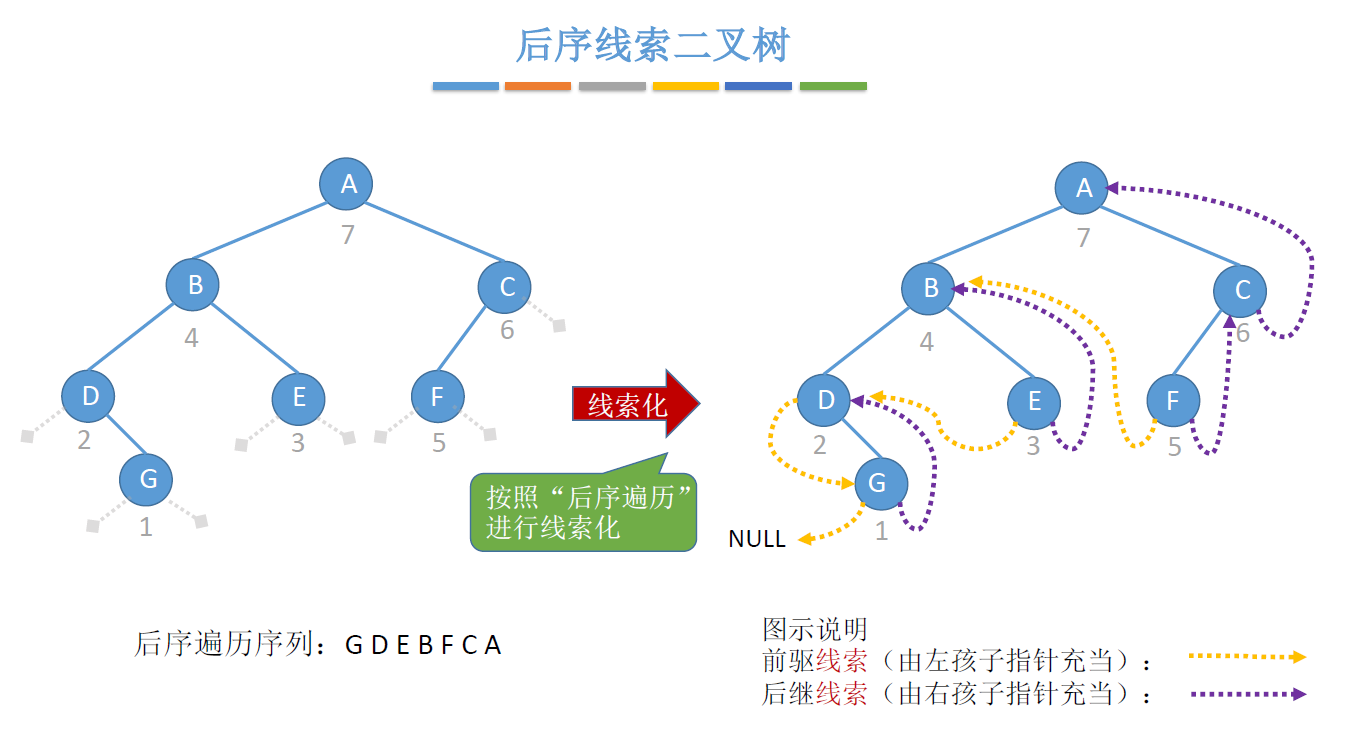 后序线索二叉树
A
7
B
4
C
6
D
2
E
3
F
5
G
1
线索化
按照“后序遍历”
进行线索化
A
7
B
4
C
6
D
2
E
3
F
5
G
1
NULL
后序遍历序列：G D E B F C A
图示说明
前驱线索（由左孩子指针充当）：
后继线索（由右孩子指针充当）：